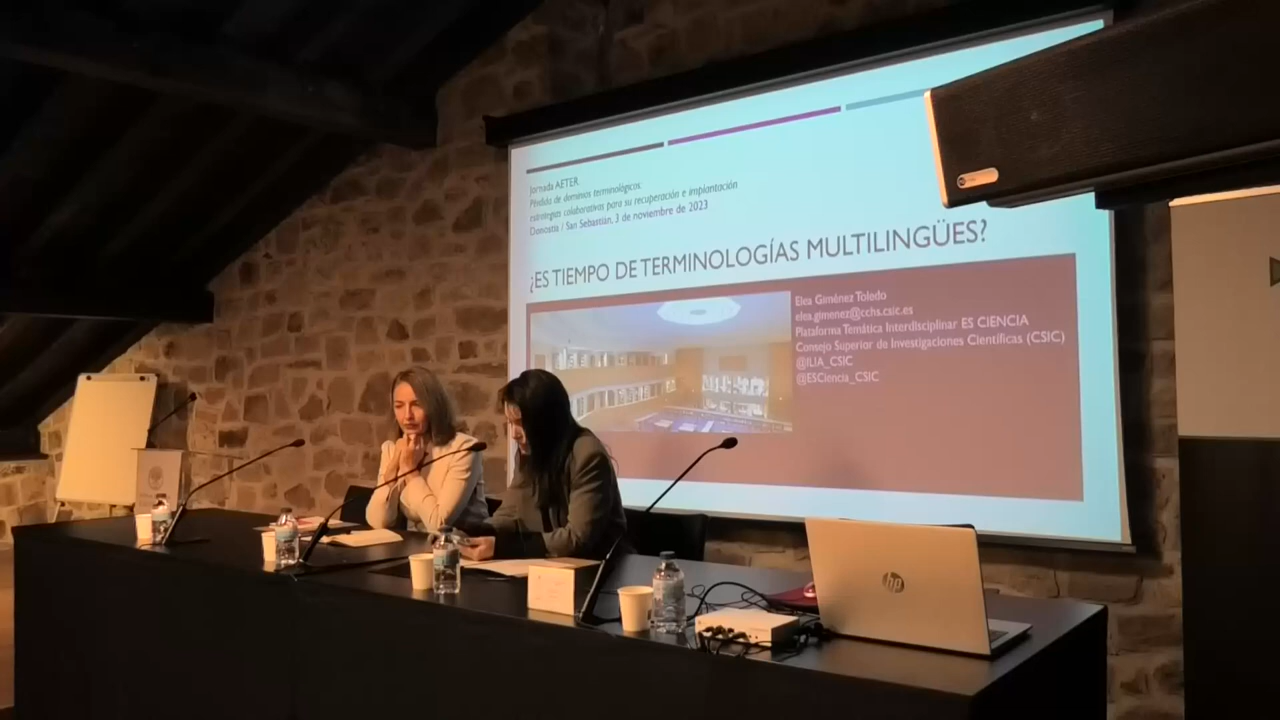 Jornada AETER
Pérdida de dominios terminológicos:
estrategias colaborativas para su recuperación e implantación
Donostia / San Sebastián, 3 de noviembre de 2023
¿ES TIEMPO DE TERMINOLOGÍAS MULTILINGÜES?
Elea Giménez Toledo
elea.gimenez@cchs.csic.es
Plataforma Temática Interdisciplinar ES CIENCIA
Consejo Superior de Investigaciones Científicas (CSIC)
@ILIA_CSIC
@ESCiencia_CSIC
hp